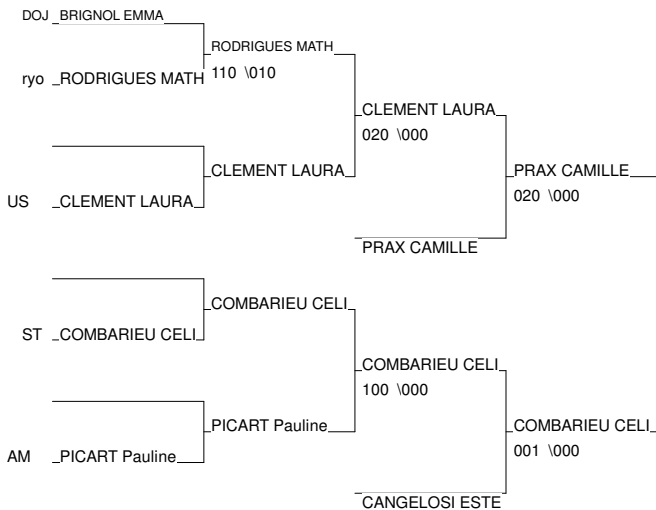 DOJ BRIGNOL EMMA
RODRIGUES MATH
ryo RODRIGUES MATH 110 \010
CLEMENT LAURA
020 \000
CLEMENT LAURA
PRAX CAMILLE
020 \000
US CLEMENT LAURA
PRAX CAMILLE
COMBARIEU CELI
ST COMBARIEU CELI
COMBARIEU CELI
100 \000
PICART Pauline
COMBARIEU CELI
001 \000
AM PICART Pauline
CANGELOSI ESTE